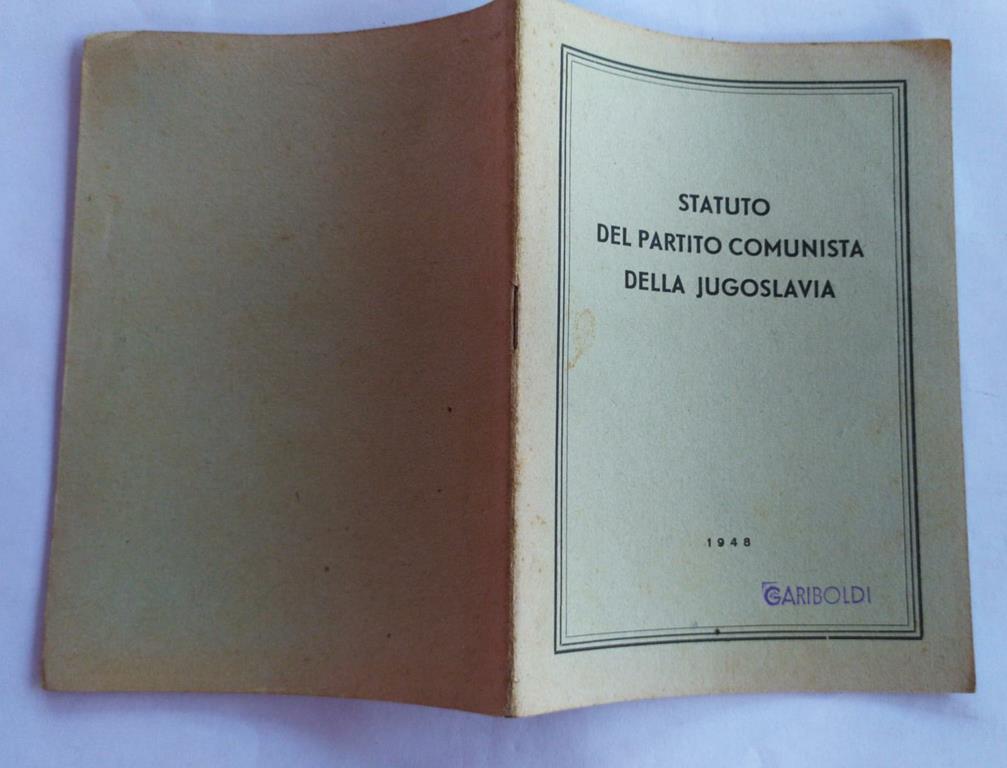 STATUTO
DEL PARTITO COMUNISTA
DELLA JUGOSLAVIA
1948
GARIBOLDI